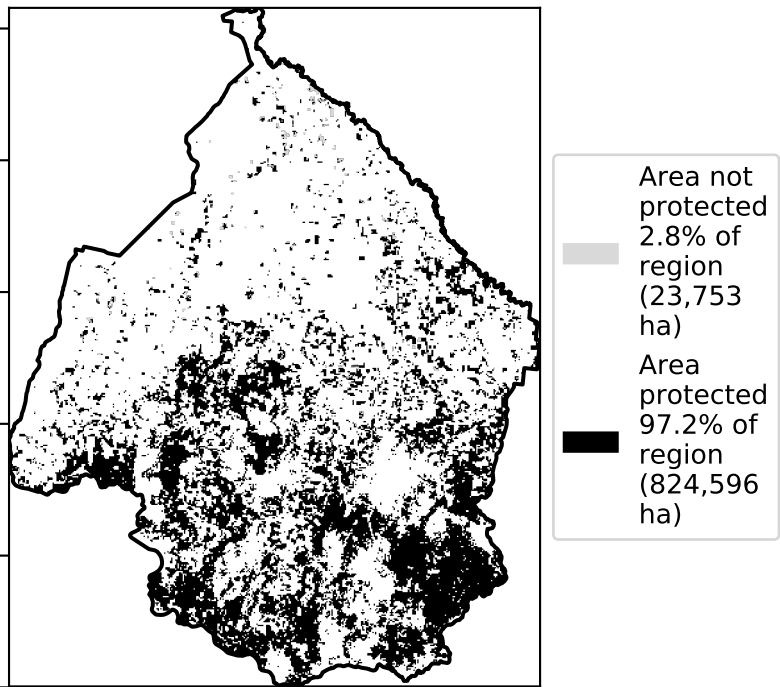 Area not
protected
2.8% of
region
(23,753
ha)
Area
protected
97.2% of
region
(824,596
ha)